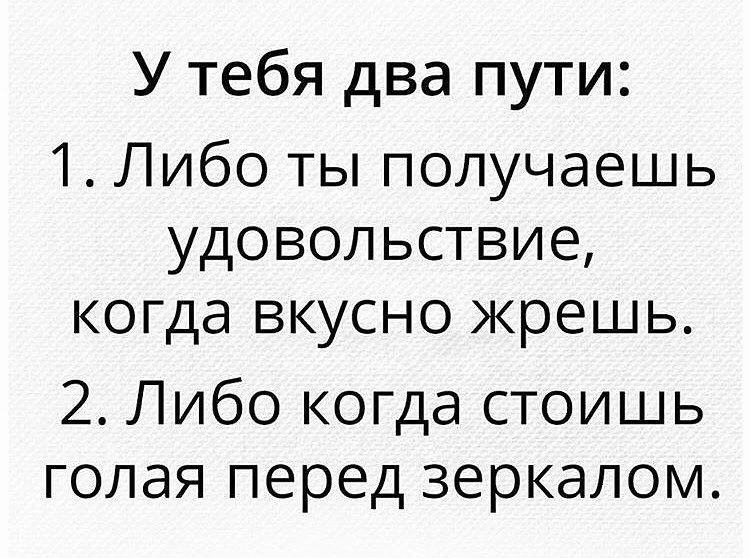 У тебя два пути:
1. Либо ты получаешь
удовольствие,
когда вкусно жрешь.
2. Либо когда стоишь
голая перед зеркалом.